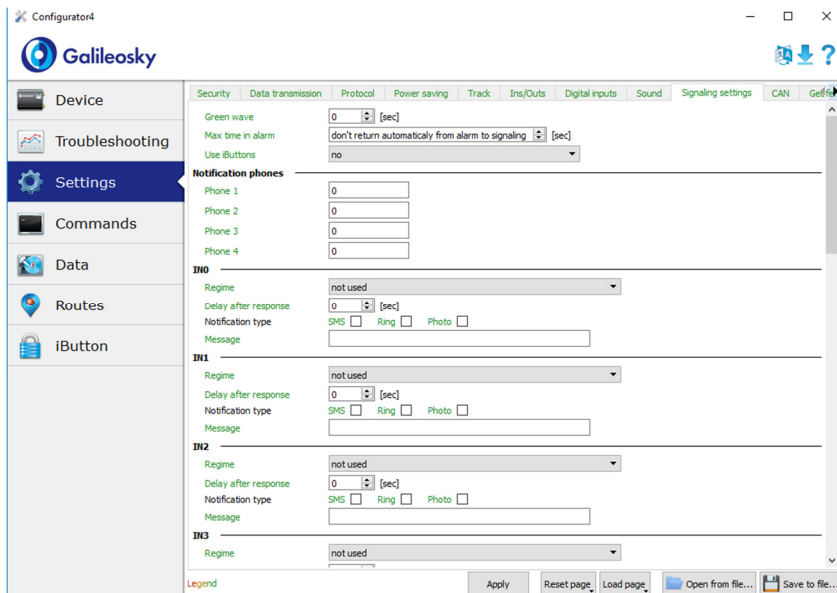 Configurator4
Galileosky
Device
Troubleshooting
Settings
Commands
Data
Routes
iButton
Security Data transmission Protocol Power saving Track Ins/Outs Digital inputs Sound Signaling settings CAN
Green wave 0 [sec]
Max time in alarm don't return automaticaly from alarm to signaling [sec]
Use iButtons no
Notification phones
Phone 1 0
Phone 2 0
Phone 3 0
Phone 4 0
IN0
Regime not used
Delay after response 0 [sec]
Notification type SMS Ring Photo
Message
IN1
Regime not used
Delay after response 0 [sec]
Notification type SMS Ring Photo
Message
IN2
Regime not used
Delay after response 0 [sec]
Notification type SMS Ring Photo
Message
IN3
Regime not used
Legend Apply Reset page Load page Open from file... Save to file...